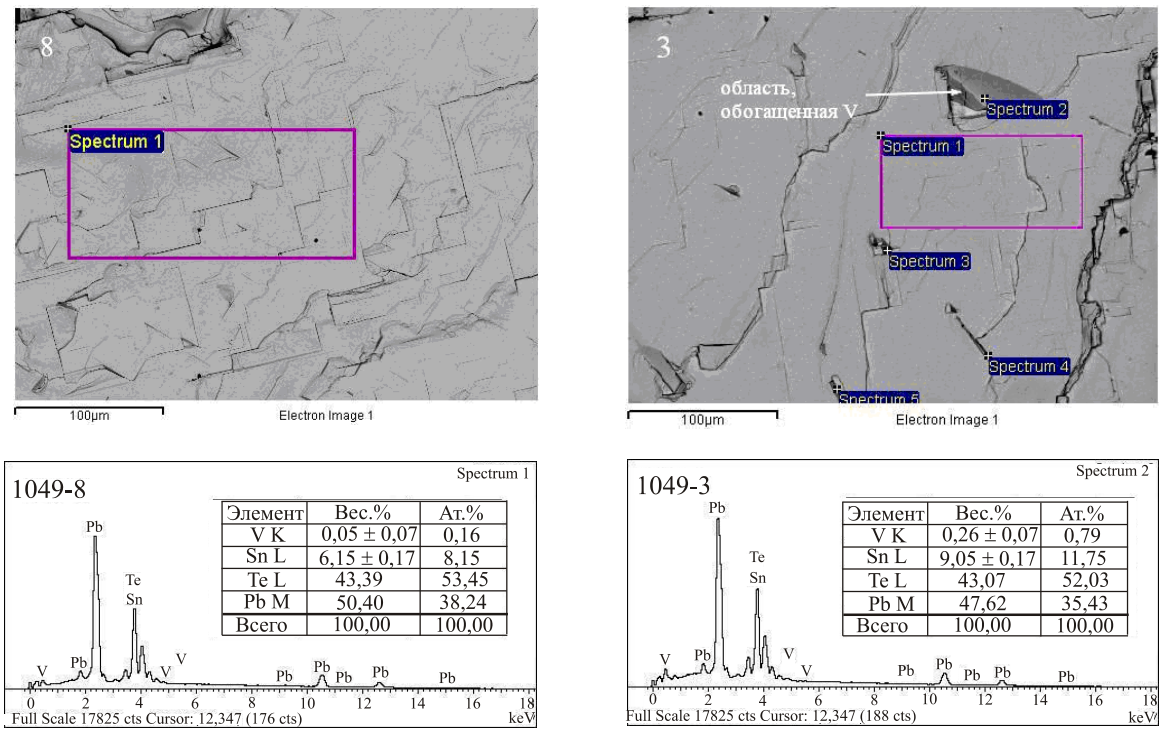 8
Spectrum 1
100µm
Electron Image 1
3
область,
обогащенная V
Spectrum 2
Spectrum 1
Spectrum 3
Spectrum 4
Spectrum 5
100µm
Electron Image 1
1049-8
Spectrum 1
Элемент Вес.% Ат.%
V K 0,05 ± 0,07 0,16
Sn L 6,15 ± 0,17 8,15
Te L 43,39 53,45
Pb M 50,40 38,24
Всего 100,00 100,00
Pb
Te
Sn
V Pb V V Pb Pb Pb Pb Pb
0 2 4 6 8 10 12 14 16 18
Full Scale 17825 cts Cursor: 12,347 (176 cts) keV
1049-3
Spectrum 2
Элемент Вес.% Ат.%
V K 0,26 ± 0,07 0,79
Sn L 9,05 ± 0,17 11,75
Te L 43,07 52,03
Pb M 47,62 35,43
Всего 100,00 100,00
Pb
Te
Sn
V Pb V V Pb Pb Pb Pb Pb
0 2 4 6 8 10 12 14 16 18
Full Scale 17825 cts Cursor: 12,347 (188 cts) keV